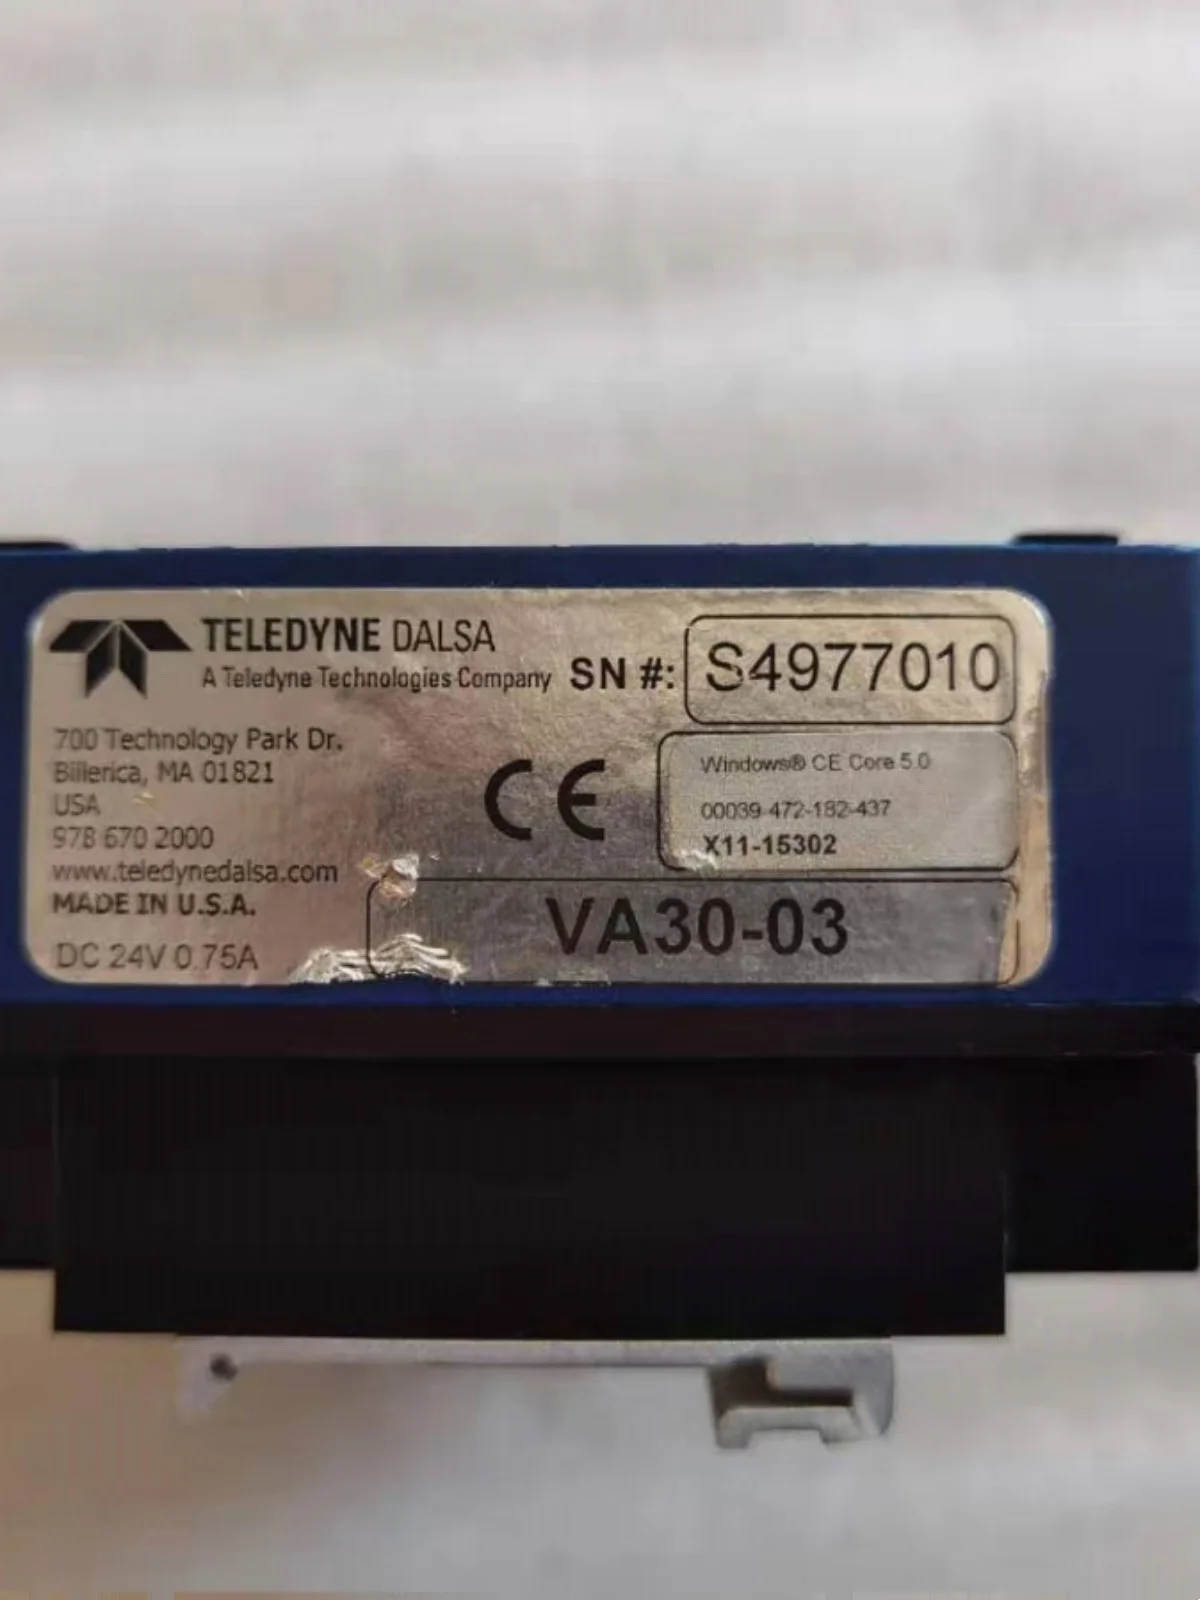 TELEDYNE DALSA
A Teledyne Technologies Company
SN #: S4977010
700 Technology Park Dr.
Billerica, MA 01821
USA
978 670 2000
www.teledynedalsa.com
MADE IN U.S.A.
DC 24V 0.75A
CE
Windows® CE Core 5.0
00039-472-182-437
X11-15302
VA30-03